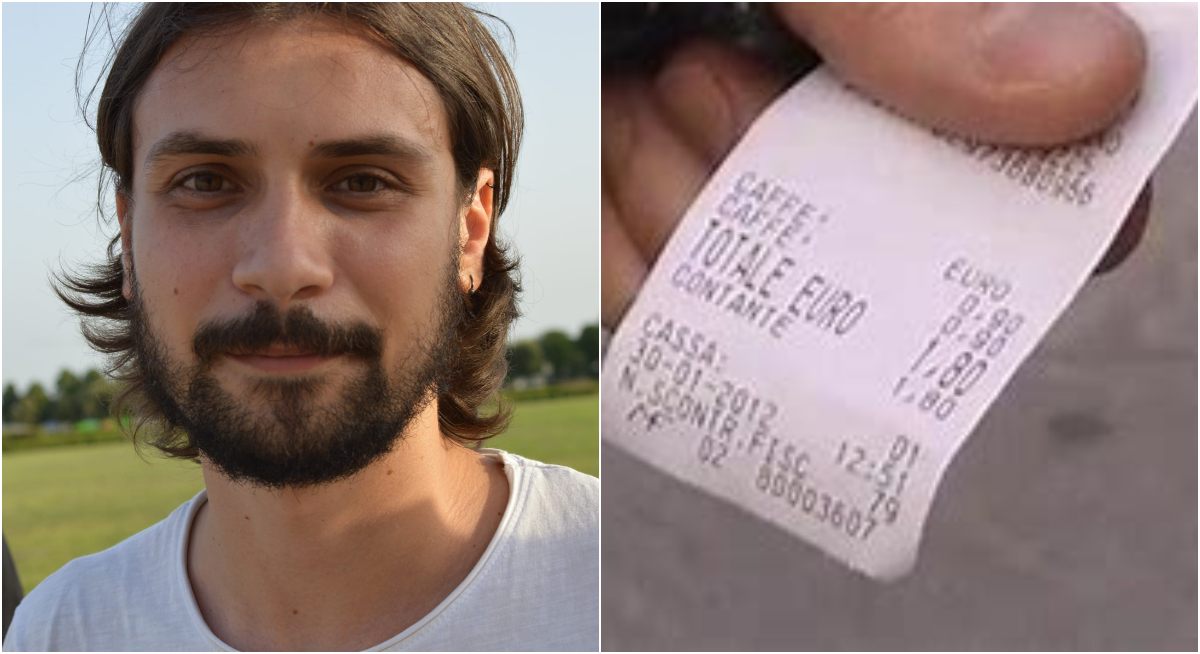 CAFFE'
CAFFE'
EURO
0,90
0,90
TOTALE EURO 1,80
CONTANTE 1,80
CASSA: 01
30-01-2012 12:51
N.SCONTR.FISC 79
02 80003607